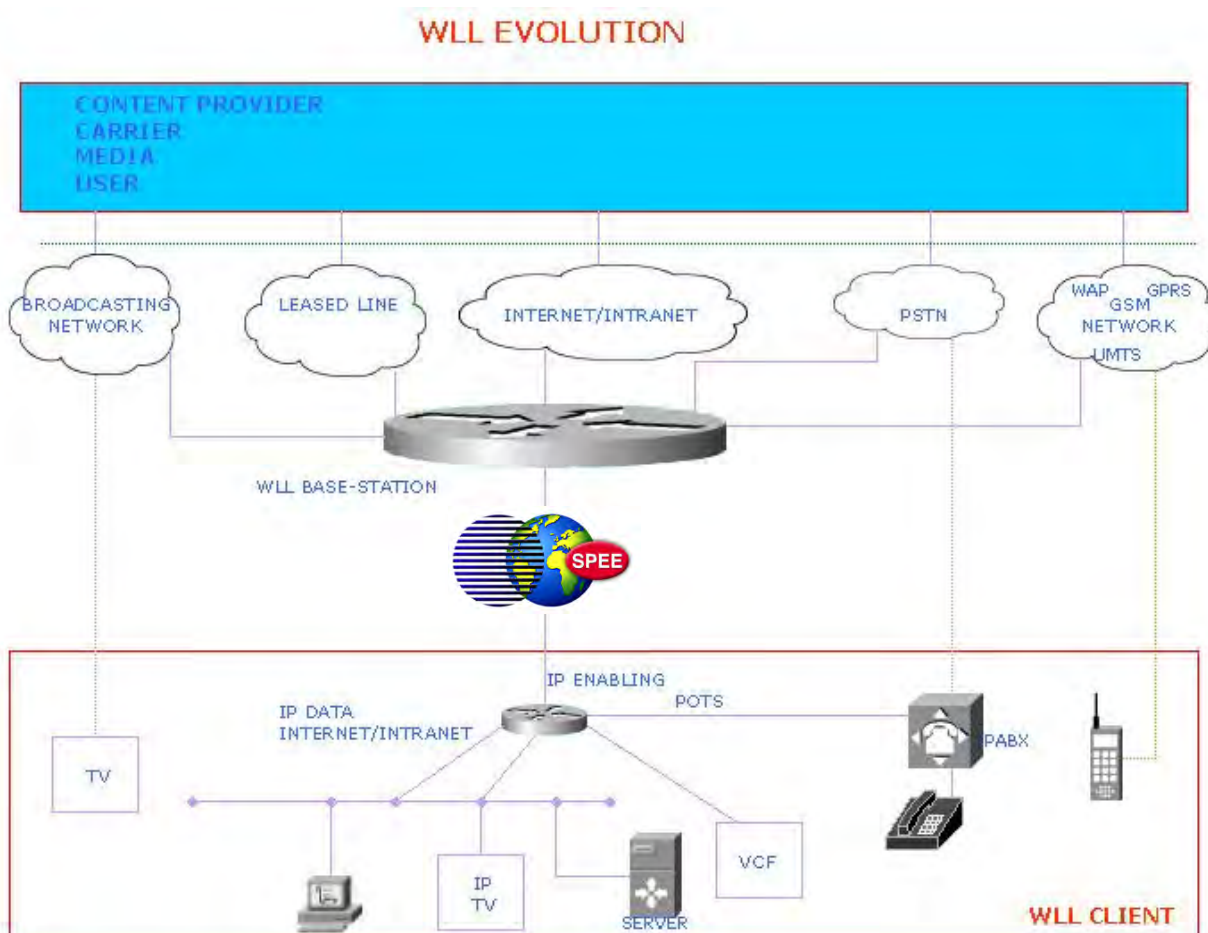 WLL EVOLUTION
CONTENT PROVIDER
CARRIER
MEDIA
USER
BROADCASTING
NETWORK
LEASED LINE
INTERNET/INTRANET
PSTN
WAP GPRS
GSM
NETWORK
UMTS
WLL BASE-STATION
SPEE
IP ENABLING
POTS
IP DATA
INTERNET/INTRANET
PABX
TV
IP
TV
SERVER
VCF
WLL CLIENT